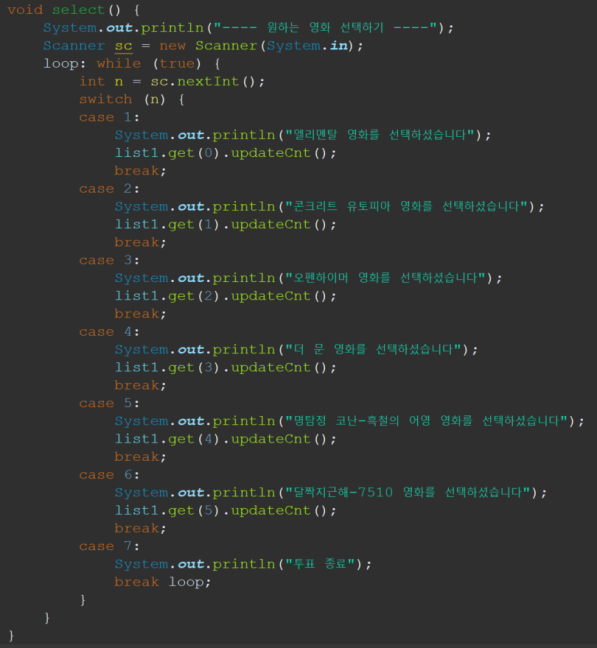 void select() {
    System.out.println("---- 원하는 영화 선택하기 ----");
    Scanner sc = new Scanner(System.in);
    loop: while (true) {
        int n = sc.nextInt();
        switch (n) {
        case 1:
            System.out.println("엘리멘탈 영화를 선택하셨습니다");
            list1.get(0).updateCnt();
            break;
        case 2:
            System.out.println("콘크리트 유토피아 영화를 선택하셨습니다");
            list1.get(1).updateCnt();
            break;
        case 3:
            System.out.println("오펜하이머 영화를 선택하셨습니다");
            list1.get(2).updateCnt();
            break;
        case 4:
            System.out.println("더 문 영화를 선택하셨습니다");
            list1.get(3).updateCnt();
            break;
        case 5:
            System.out.println("명탐정 코난-흑철의 어영 영화를 선택하셨습니다");
            list1.get(4).updateCnt();
            break;
        case 6:
            System.out.println("달짝지근해-7510 영화를 선택하셨습니다");
            list1.get(5).updateCnt();
            break;
        case 7:
            System.out.println("투표 종료");
            break loop;
        }
    }
}